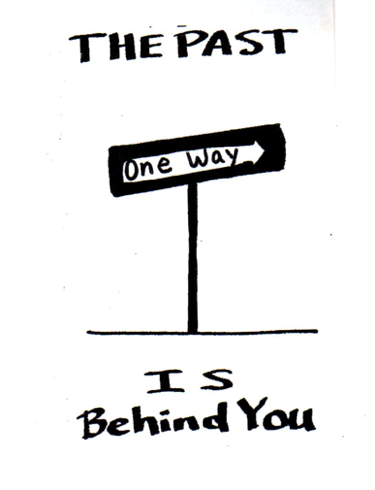 THE PAST
One Way
IS
Behind You